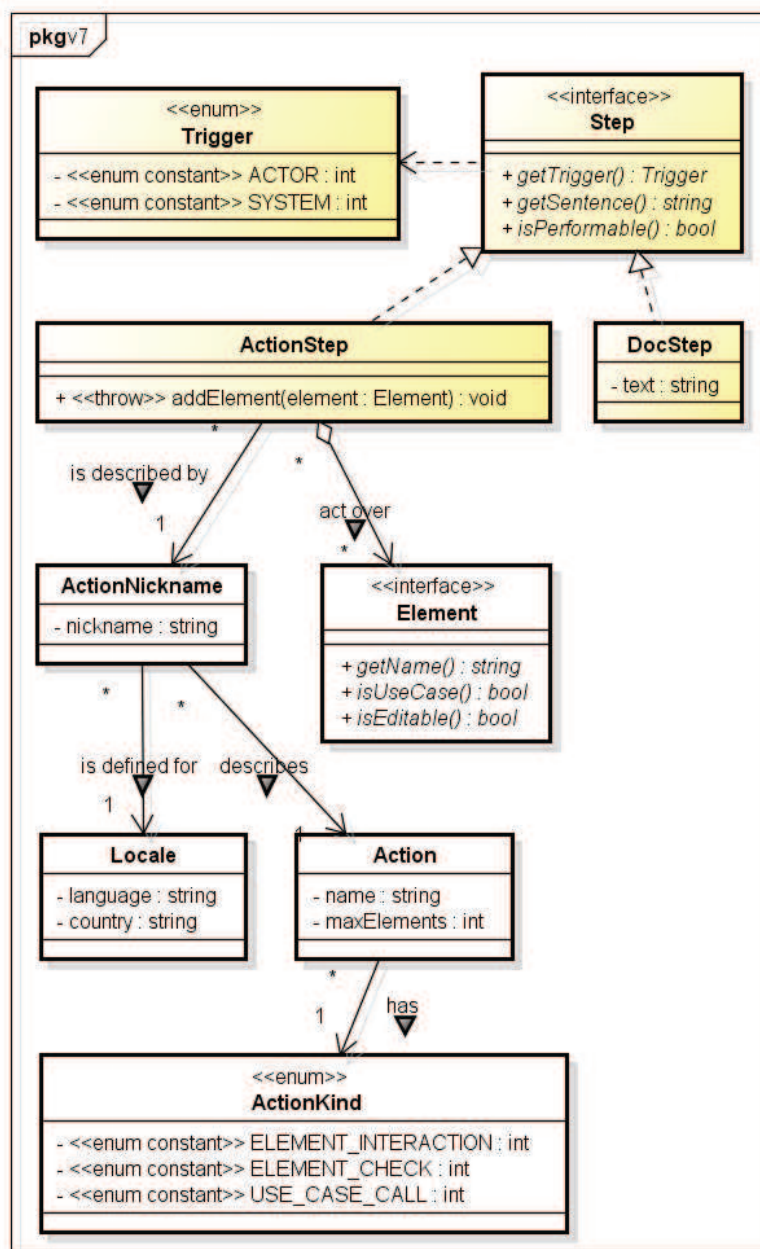 pkg v7
<<enum>>
Trigger
- <<enum constant>> ACTOR : int
- <<enum constant>> SYSTEM : int
<<interface>>
Step
+ getTrigger() : Trigger
+ getSentence() : string
+ isPerformable() : bool
ActionStep
+ <<throw>> addElement(element : Element) : void
DocStep
- text : string
*
*
is described by
act over
1
*
ActionNickname
- nickname : string
<<interface>>
Element
+ getName() : string
+ isUseCase() : bool
+ isEditable() : bool
*
*
is defined for
describes
1
1
Locale
- language : string
- country : string
Action
- name : string
- maxElements : int
*
1
has
<<enum>>
ActionKind
- <<enum constant>> ELEMENT_INTERACTION : int
- <<enum constant>> ELEMENT_CHECK : int
- <<enum constant>> USE_CASE_CALL : int